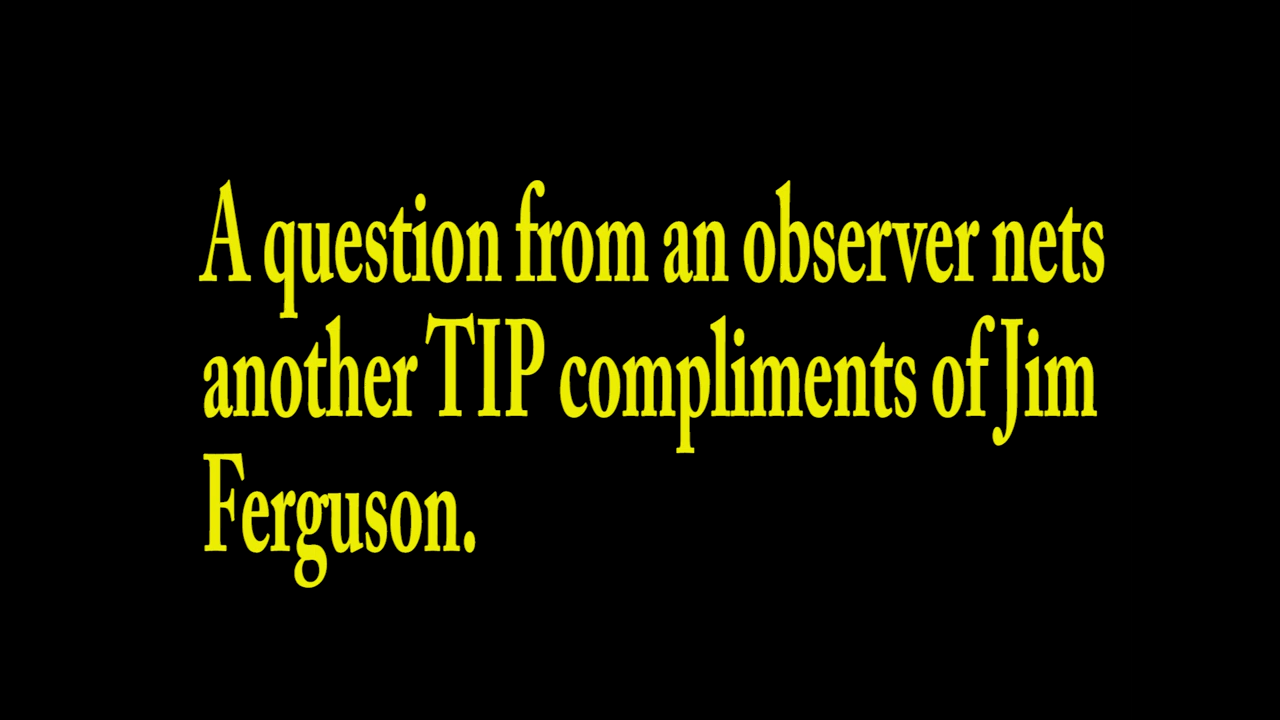 A question from an observer nets
another TIP compliments of Jim
Ferguson.